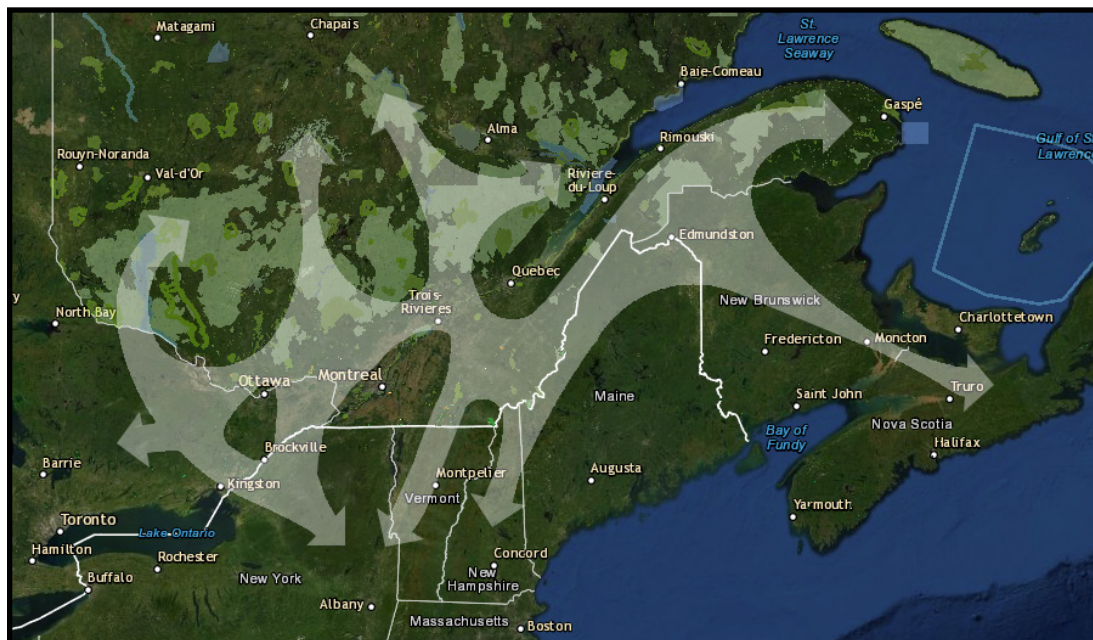 Matagami
Chapais
St.
Lawrence
Seaway
Baie-Comeau
Gaspé
Alma
Rimouski
Gulf of S
Lawrence
Rouyn-Noranda
Val-d'Or
Riviere-
du-Loup
Edmundston
Quebec
Trois-
Rivieres
New Brunswick
y
North Bay
Charlottetown
Fredericton
Moncton
Ottawa
Montreal
Truro
Maine
Saint John
Nova Scotia
Bay of
Fundy
Halifax
Brockville
Barrie
Kingston
Montpelier
Vermont
Augusta
Yarmouth
Toronto
Lake Ontario
Hamilton
Rochester
Concord
Buffalo
New York
New
Hampshire
Albany
Massachusetts
Boston